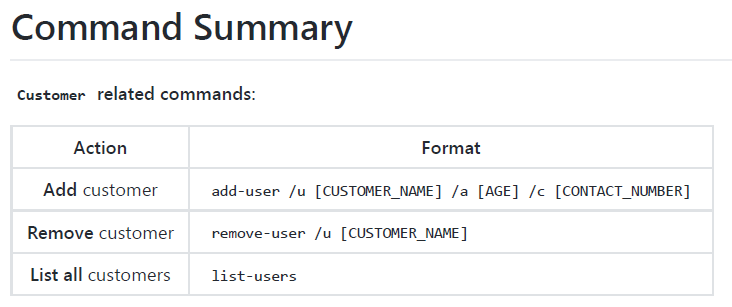 Command Summary
Customer related commands:
Action Format
Add customer add-user /u [CUSTOMER_NAME] /a [AGE] /c [CONTACT_NUMBER]
Remove customer remove-user /u [CUSTOMER_NAME]
List all customers list-users